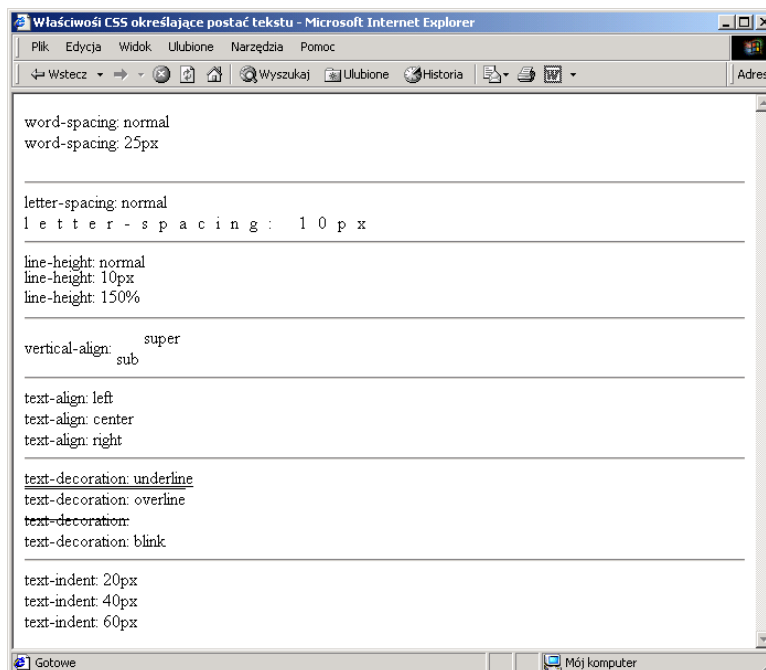 Właściwości CSS określające postać tekstu - Microsoft Internet Explorer
Plik Edycja Widok Ulubione Narzędzia Pomoc
Wstecz Wyszukaj Ulubione Historia Adres
word-spacing: normal
word-spacing: 25px
letter-spacing: normal
letter-spacing: 10px
line-height: normal
line-height: 10px
line-height: 150%
vertical-align: sub super
text-align: left
text-align: center
text-align: right
text-decoration: underline
text-decoration: overline
text-decoration:
text-decoration: blink
text-indent: 20px
text-indent: 40px
text-indent: 60px
Gotowe Mój komputer